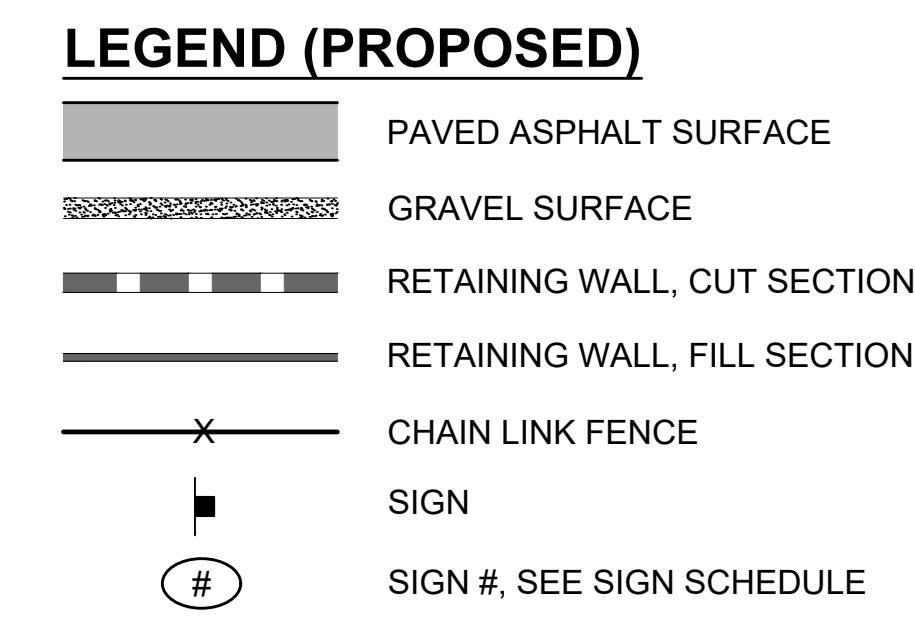 LEGEND (PROPOSED)
PAVED ASPHALT SURFACE
GRAVEL SURFACE
RETAINING WALL, CUT SECTION
RETAINING WALL, FILL SECTION
X CHAIN LINK FENCE
SIGN
# SIGN #, SEE SIGN SCHEDULE